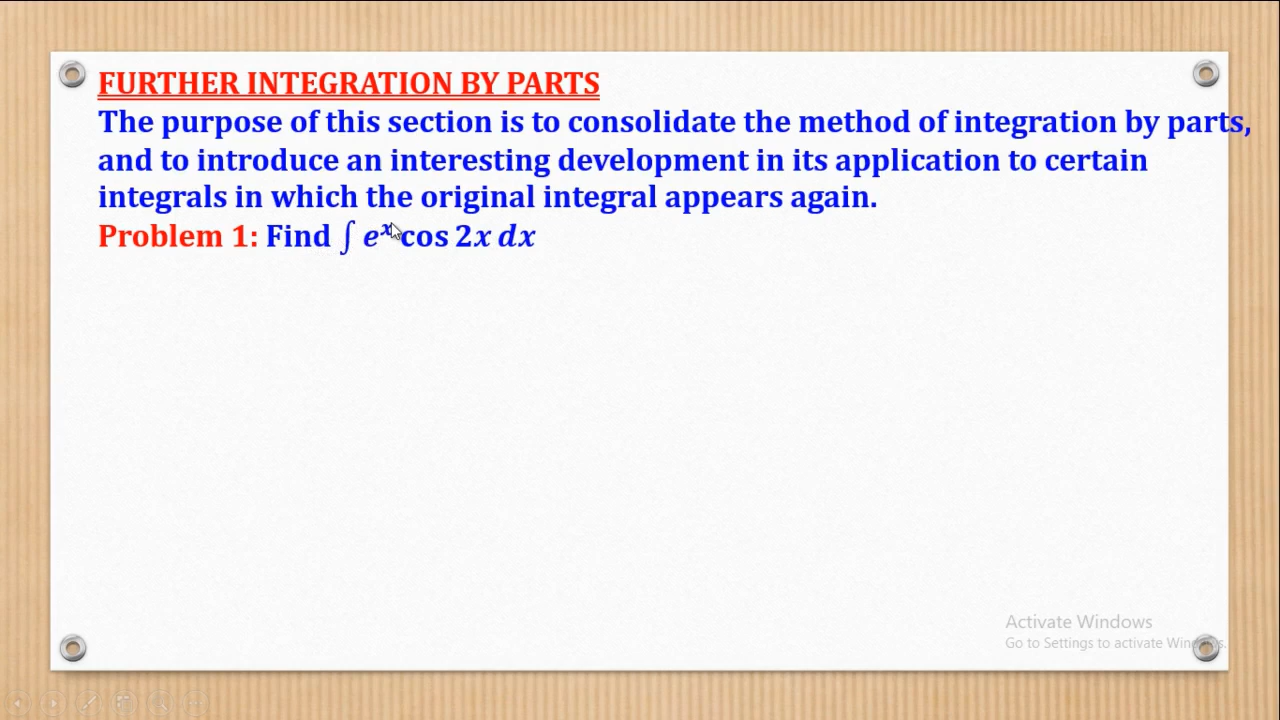 FURTHER INTEGRATION BY PARTS
The purpose of this section is to consolidate the method of integration by parts,
and to introduce an interesting development in its application to certain
integrals in which the original integral appears again.
Problem 1: Find ∫ eˣ cos 2x dx
Activate Windows
Go to Settings to activate Windows.